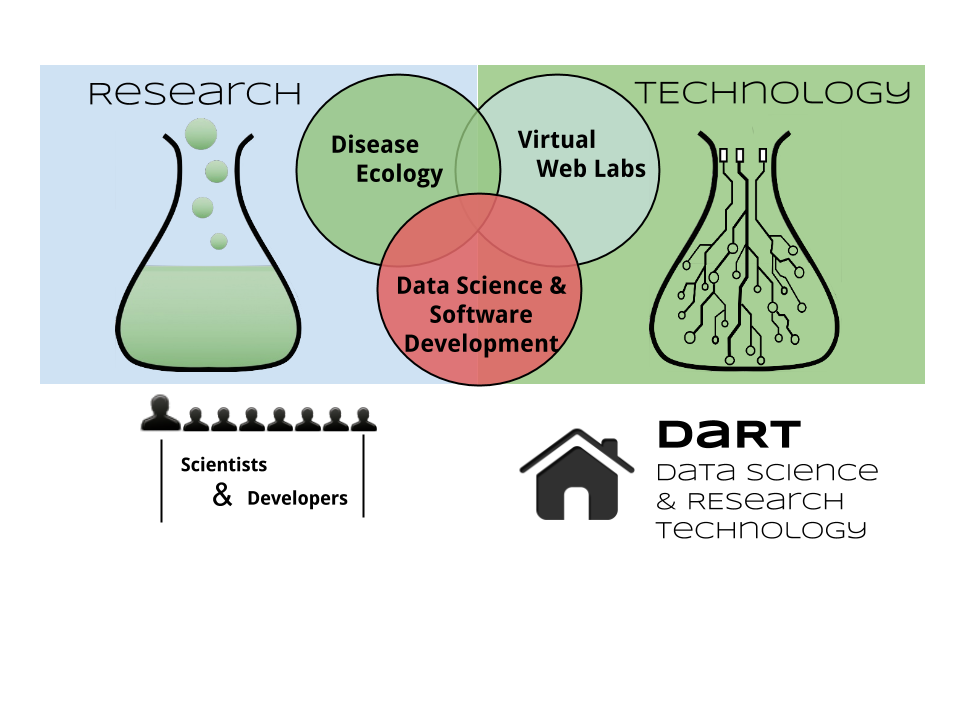 Research
TECHnoLOGY
Disease
Ecology
Virtual
Web Labs
Data Science &
Software
Development
Scientists
& Developers
DaRT
Data Science
& REsearch
Technology